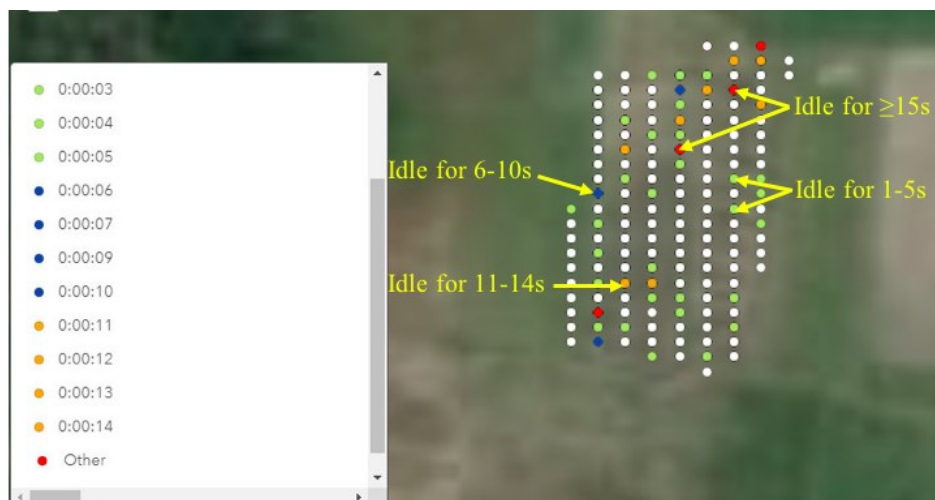 0:00:03
0:00:04
0:00:05
0:00:06
0:00:07
0:00:09
0:00:10
0:00:11
0:00:12
0:00:13
0:00:14
Other
Idle for ≥15s
Idle for 6-10s
Idle for 1-5s
Idle for 11-14s